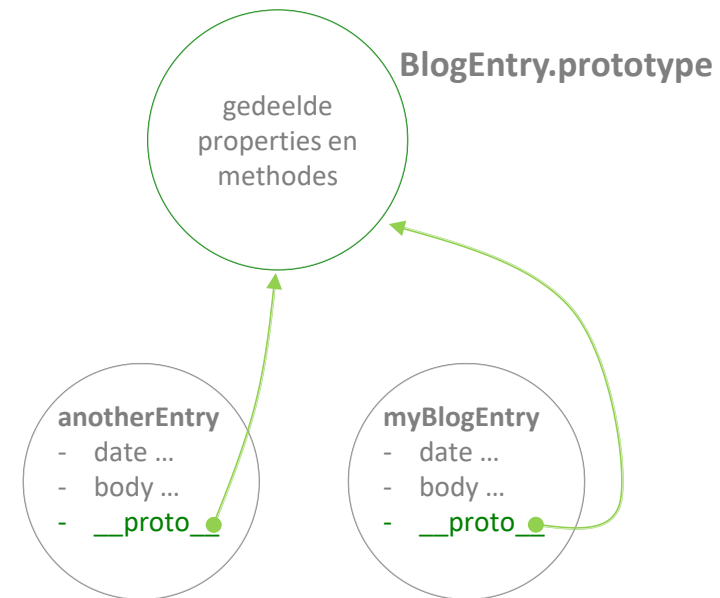 BlogEntry.prototype
gedeelde
properties en
methodes
anotherEntry
- date ...
- body ...
- __proto__
myBlogEntry
- date ...
- body ...
- __proto__